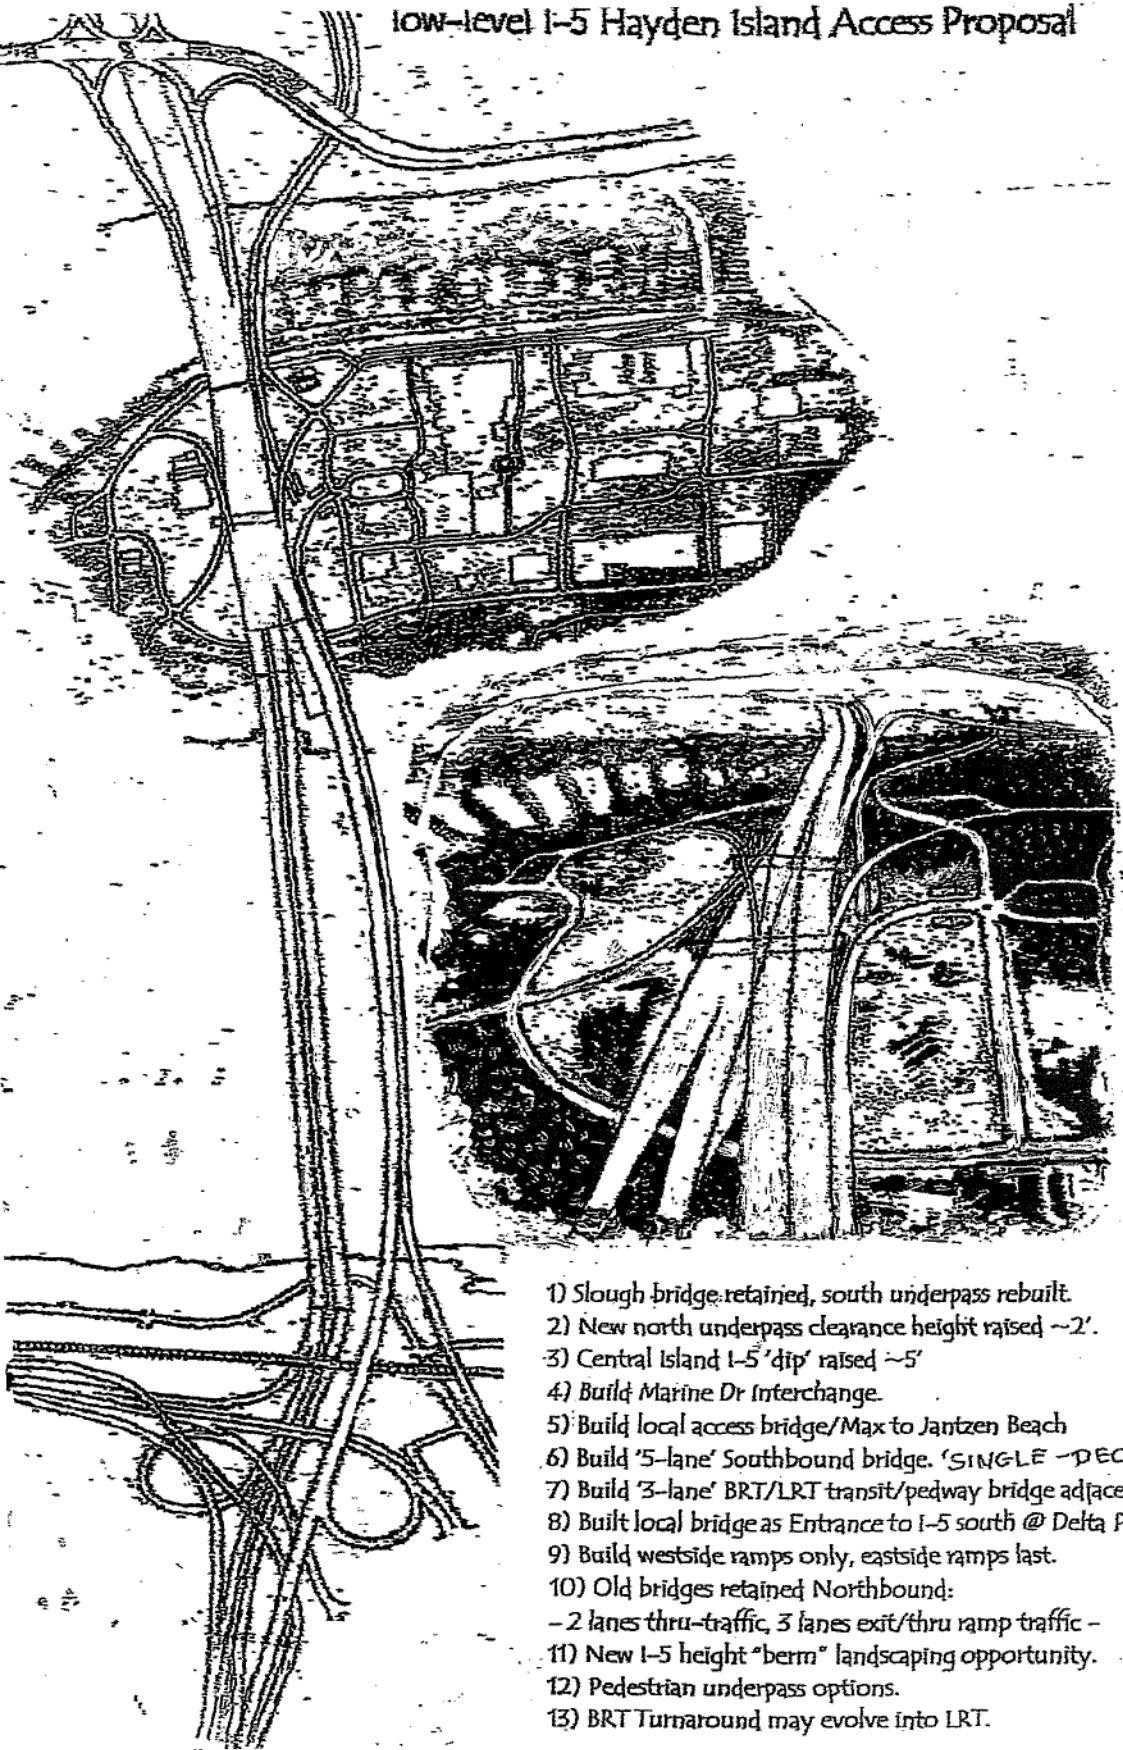 low-level I-5 Hayden Island Access Proposal
Home
Depot
1) Slough bridge retained, south underpass rebuilt.
2) New north underpass clearance height raised ~2'.
3) Central Island I-5 'dip' raised ~5'
4) Build Marine Dr Interchange.
5) Build local access bridge/Max to Jantzen Beach
6) Build '5-lane' Southbound bridge. 'SINGLE-DEC
7) Build '3-lane' BRT/LRT transit/pedway bridge adjace
8) Built local bridge as Entrance to I-5 south @ Delta P
9) Build westside ramps only, eastside ramps last.
10) Old bridges retained Northbound:
- 2 lanes thru-traffic, 3 lanes exit/thru ramp traffic -
11) New I-5 height "berm" landscaping opportunity.
12) Pedestrian underpass options.
13) BRT Turnaround may evolve into LRT.